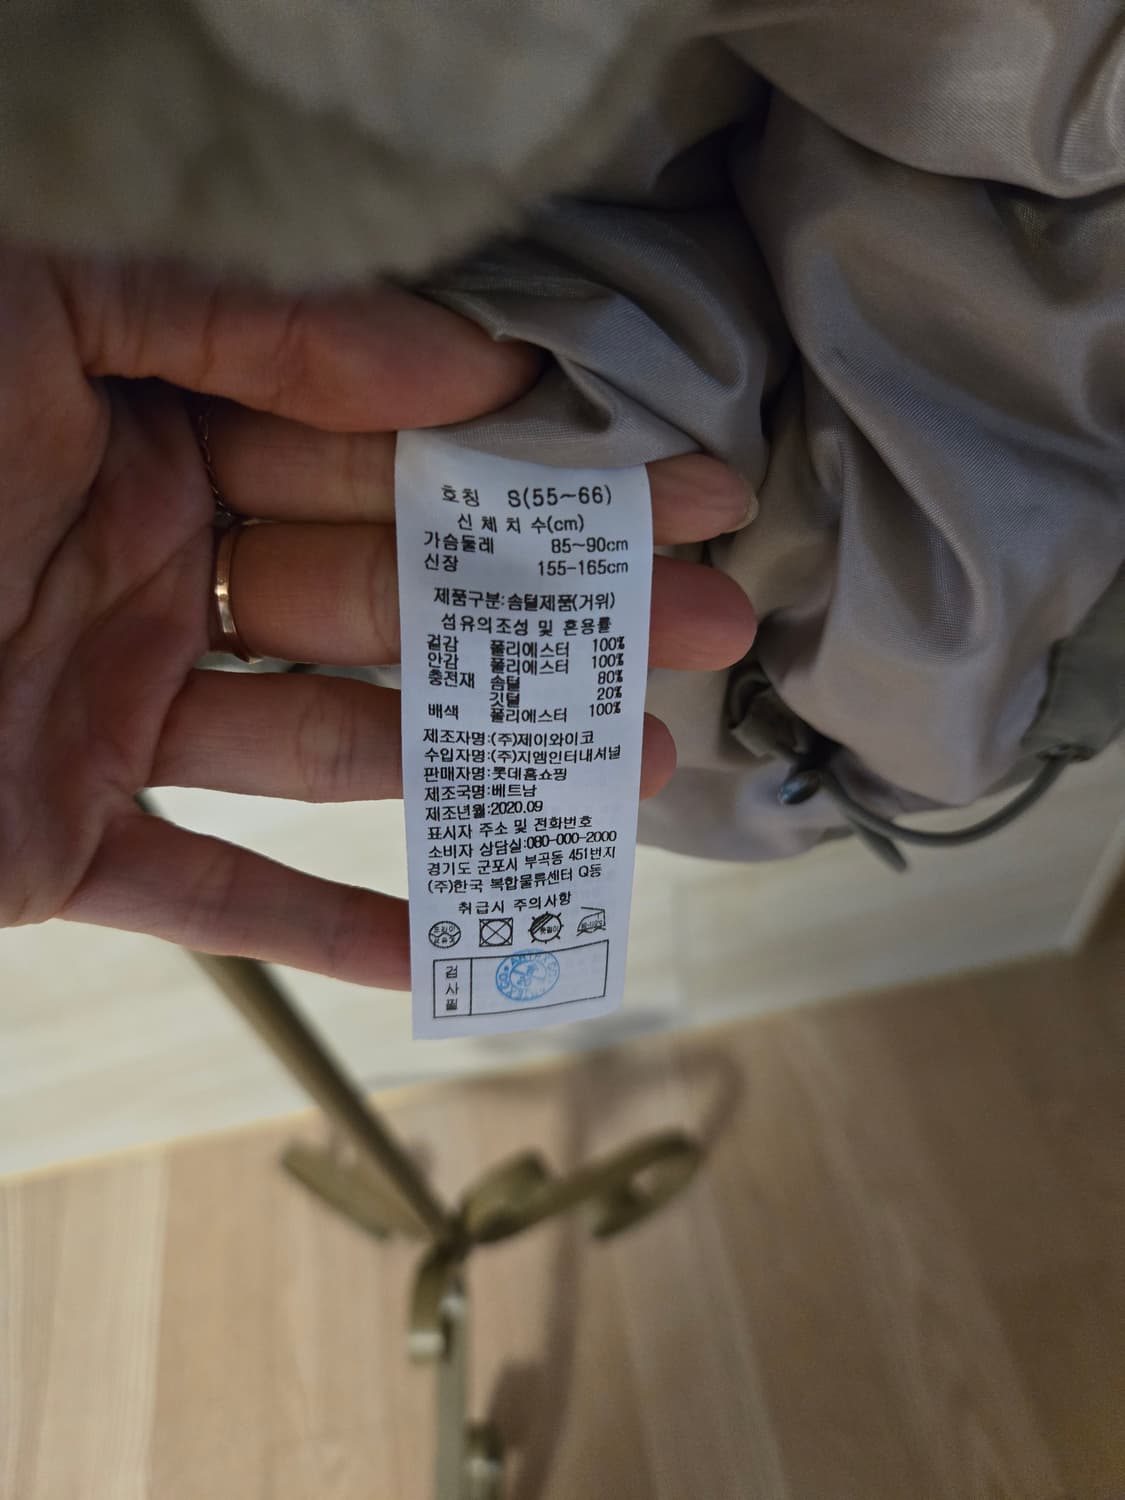 호칭 S(55~66)
신체치수(cm)
가슴둘레 85~90cm
신장 155-165cm
제품구분:솜털제품(거위)
섬유의조성 및 혼용률
겉감 폴리에스터 100%
안감 폴리에스터 100%
충전재 솜털 80%
깃털 20%
배색 폴리에스터 100%
제조자명:(주)제이와이코
수입자명:(주)지엠인터내셔널
판매자명:롯데홈쇼핑
제조국명:베트남
제조년월:2020.09
표시자 주소 및 전화번호
소비자 상담실:080-000-2000
경기도 군포시 부곡동 451번지
(주)한국 복합물류센터 Q동
취급시 주의사항
검사필